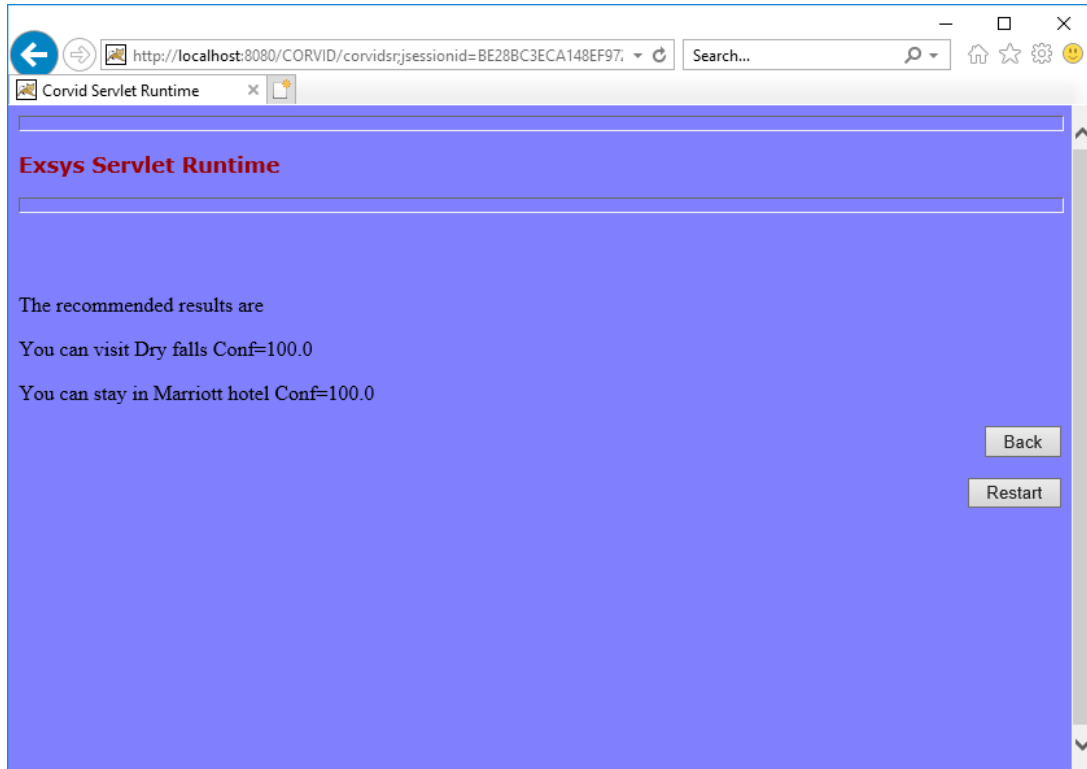 http://localhost:8080/CORVID/corvidsr;jsessionid=BE28BC3ECA148EF97.
Search...
Corvid Servlet Runtime
Exsys Servlet Runtime
The recommended results are
You can visit Dry falls Conf=100.0
You can stay in Marriott hotel Conf=100.0
Back
Restart